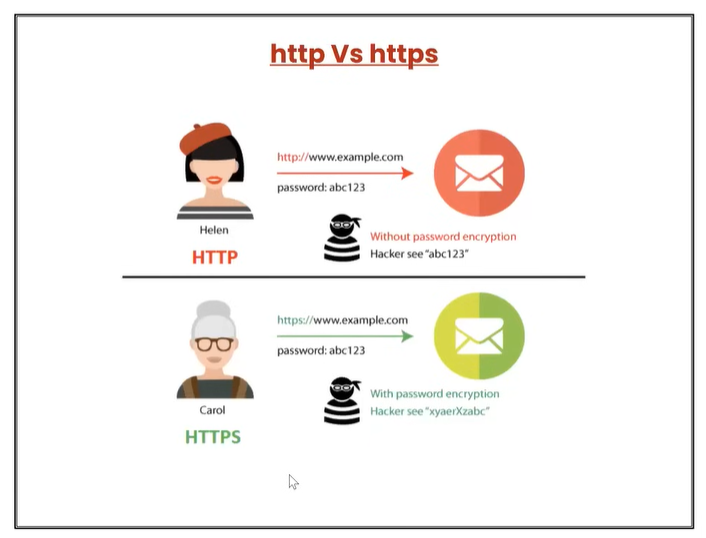 http Vs https
http://www.example.com
password: abc123
Helen
HTTP
Without password encryption
Hacker see "abc123"
https://www.example.com
password: abc123
Carol
HTTPS
With password encryption
Hacker see "xyaerXzabc"